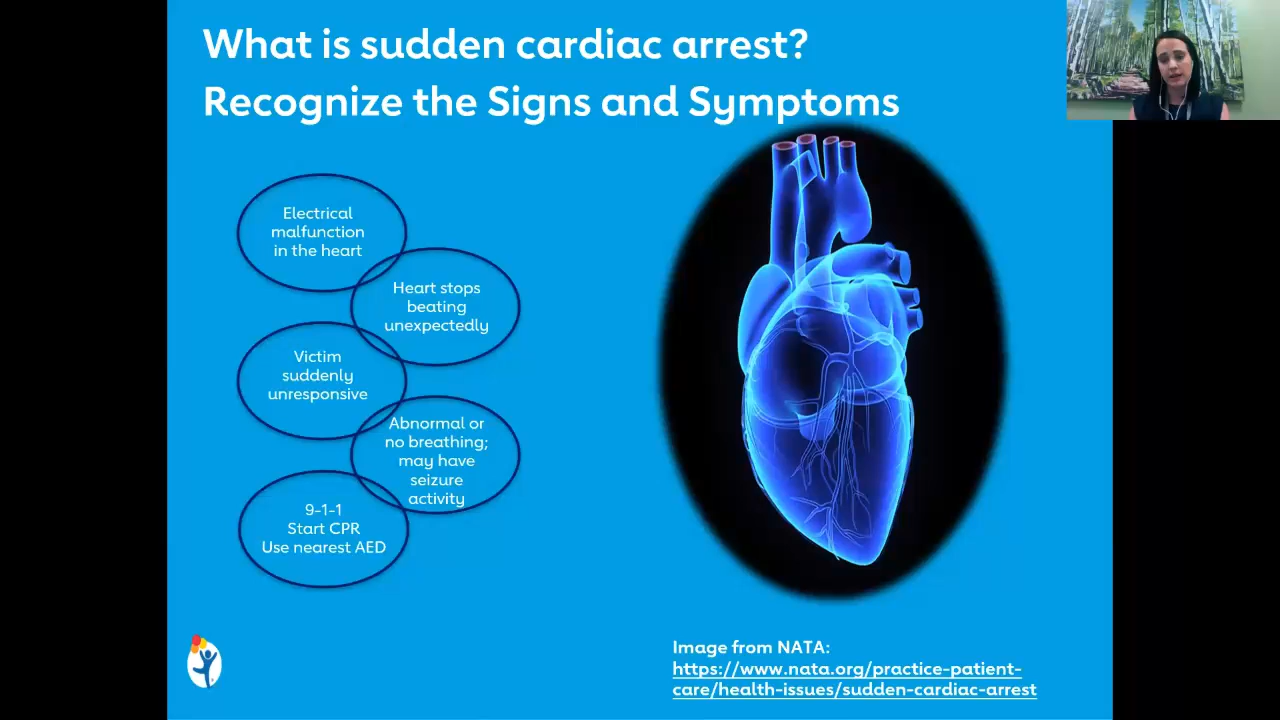 What is sudden cardiac arrest?
Recognize the Signs and Symptoms
Electrical
malfunction
in the heart
Heart stops
beating
unexpectedly
Victim
suddenly
unresponsive
Abnormal or
no breathing;
may have
seizure
activity
9-1-1
Start CPR
Use nearest AED
Image from NATA:
https://www.nata.org/practice-patient-
care/health-issues/sudden-cardiac-arrest